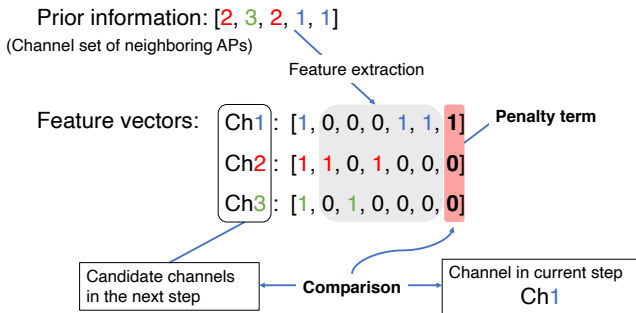 Prior information: [2, 3, 2, 1, 1]
(Channel set of neighboring APs)
Feature extraction
Feature vectors:
Ch1 : [1, 0, 0, 0, 1, 1, 1]
Penalty term
Ch2 : [1, 1, 0, 1, 0, 0, 0]
Ch3 : [1, 0, 1, 0, 0, 0, 0]
Candidate channels
in the next step
Comparison
Channel in current step
Ch1